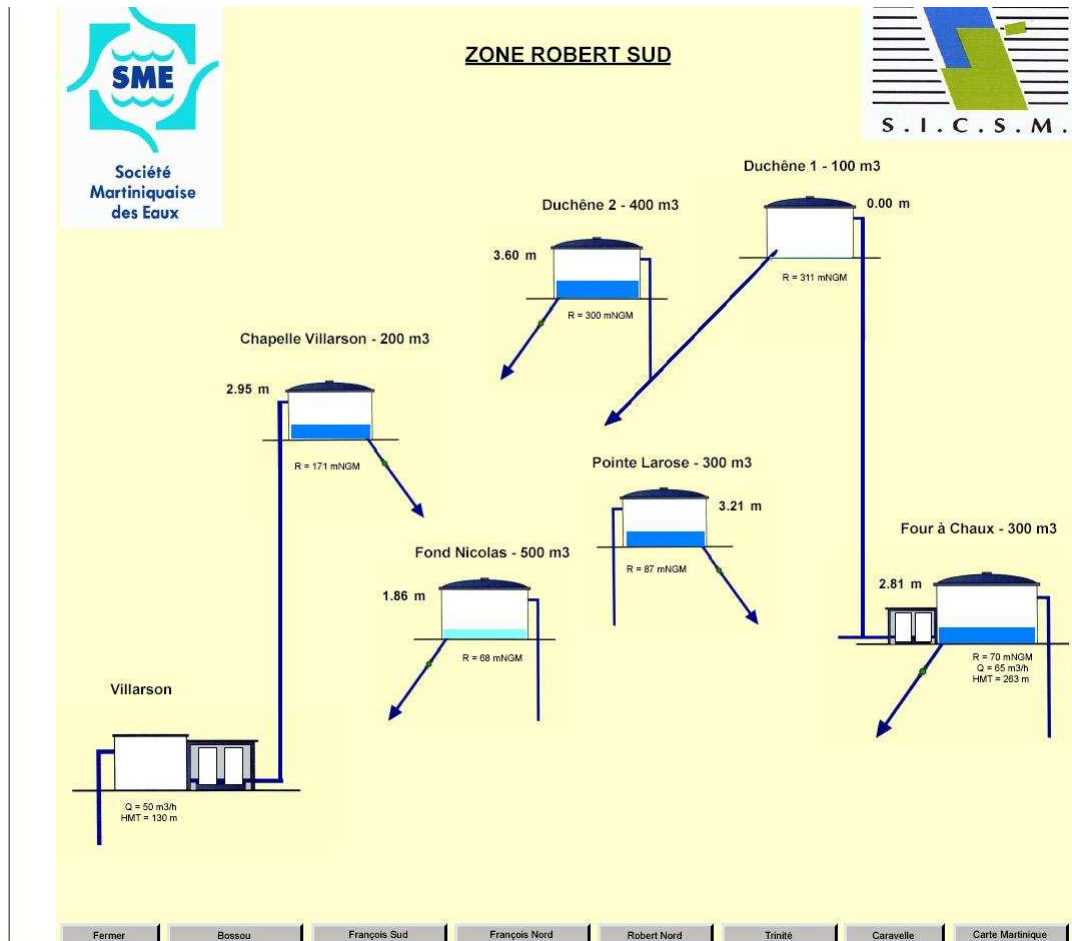 ZONE ROBERT SUD
SME
Société
Martiniquaise
des Eaux
S.I.C.S.M.
Duchêne 1 - 100 m3
0.00 m
R = 311 mNGM
Duchêne 2 - 400 m3
3.60 m
R = 300 mNGM
Chapelle Villarson - 200 m3
2.95 m
R = 171 mNGM
Pointe Larose - 300 m3
3.21 m
R = 87 mNGM
Four à Chaux - 300 m3
2.81 m
R = 70 mNGM
Q = 65 m3/h
HMT = 263 m
Fond Nicolas - 500 m3
1.86 m
R = 68 mNGM
Villarson
Q = 50 m3/h
HMT = 130 m
Fermer
Bossou
François Sud
François Nord
Robert Nord
Trinité
Caravelle
Carte Martinique